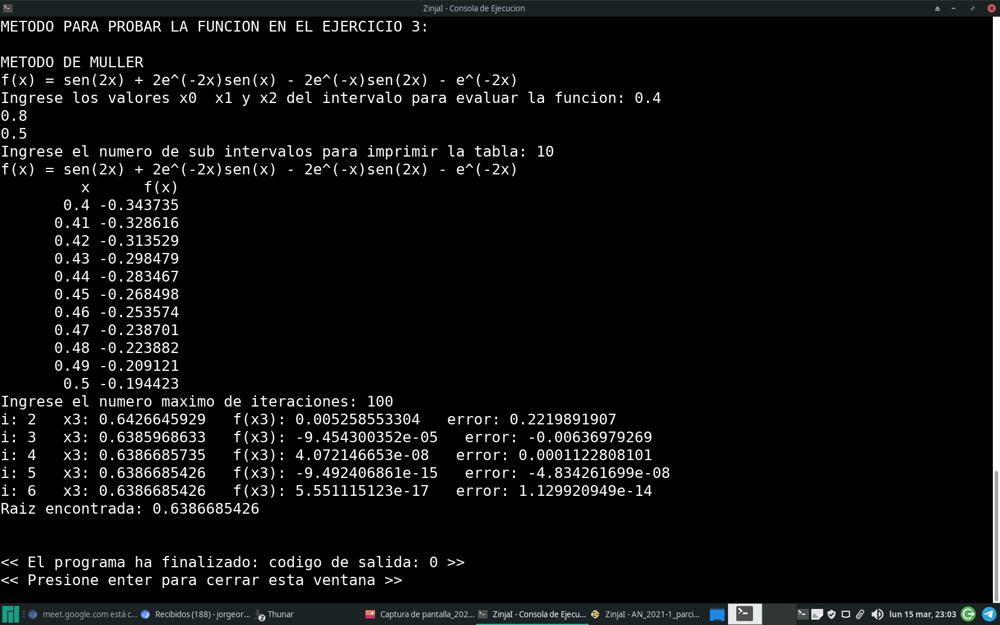 ZinjaI - Consola de Ejecucion
METODO PARA PROBAR LA FUNCION EN EL EJERCICIO 3:
METODO DE MULLER
f(x) = sen(2x) + 2e^(-2x)sen(x) - 2e^(-x)sen(2x) - e^(-2x)
Ingrese los valores x0  x1 y x2 del intervalo para evaluar la funcion: 0.4
0.8
0.5
Ingrese el numero de sub intervalos para imprimir la tabla: 10
f(x) = sen(2x) + 2e^(-2x)sen(x) - 2e^(-x)sen(2x) - e^(-2x)
x      f(x)
0.4 -0.343735
0.41 -0.328616
0.42 -0.313529
0.43 -0.298479
0.44 -0.283467
0.45 -0.268498
0.46 -0.253574
0.47 -0.238701
0.48 -0.223882
0.49 -0.209121
0.5 -0.194423
Ingrese el numero maximo de iteraciones: 100
i: 2   x3: 0.6426645929   f(x3): 0.005258553304   error: 0.2219891907
i: 3   x3: 0.6385968633   f(x3): -9.454300352e-05   error: -0.00636979269
i: 4   x3: 0.6386685735   f(x3): 4.072146653e-08   error: 0.0001122808101
i: 5   x3: 0.6386685426   f(x3): -9.492406861e-15   error: -4.834261699e-08
i: 6   x3: 0.6386685426   f(x3): 5.551115123e-17   error: 1.129920949e-14
Raiz encontrada: 0.6386685426
<< El programa ha finalizado: codigo de salida: 0 >>
<< Presione enter para cerrar esta ventana >>
meet.google.com está c... Recibidos (188) - jorgeor... 2 Thunar Captura de pantalla_202... ZinjaI - Consola de Ejecu... ZinjaI - AN_2021-1_parci... lun 15 mar, 23:03